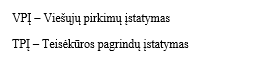 VPĮ – Viešųjų pirkimų įstatymas
TPĮ – Teisėkūros pagrindų įstatymas